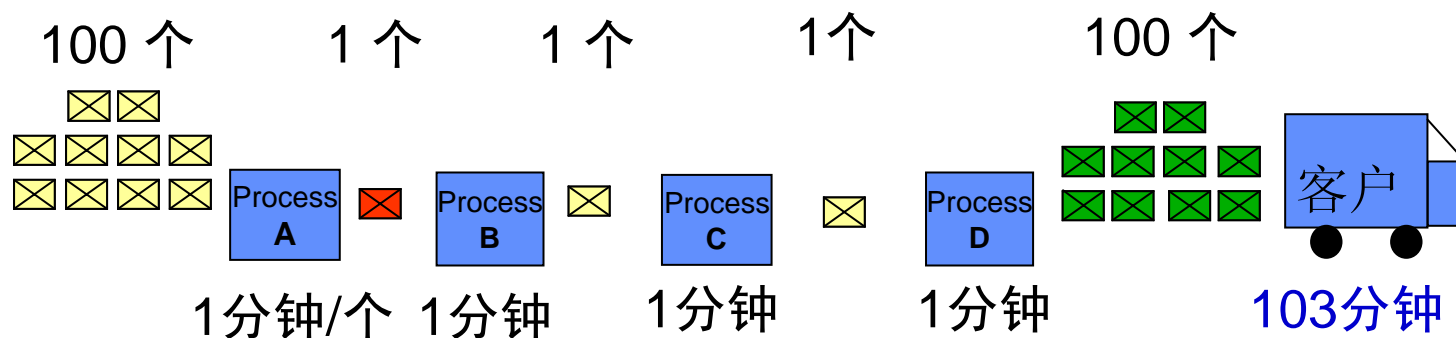 100 个
1 个
1 个
1个
100 个
Process
A
Process
B
Process
C
Process
D
客户
1分钟/个
1分钟
1分钟
1分钟
103分钟